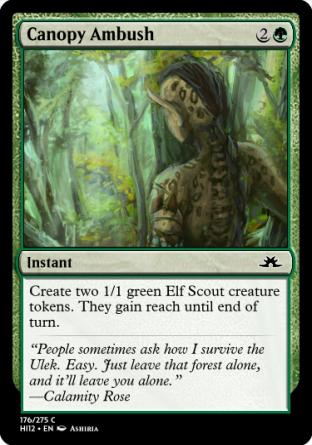 Canopy Ambush 2
Instant
Create two 1/1 green Elf Scout creature
tokens. They gain reach until end of
turn.
“People sometimes ask how I survive the
Ulek. Easy. Just leave that forest alone,
and it’ll leave you alone.”
—Calamity Rose
176/275 C
HI12 • EN Ashiria